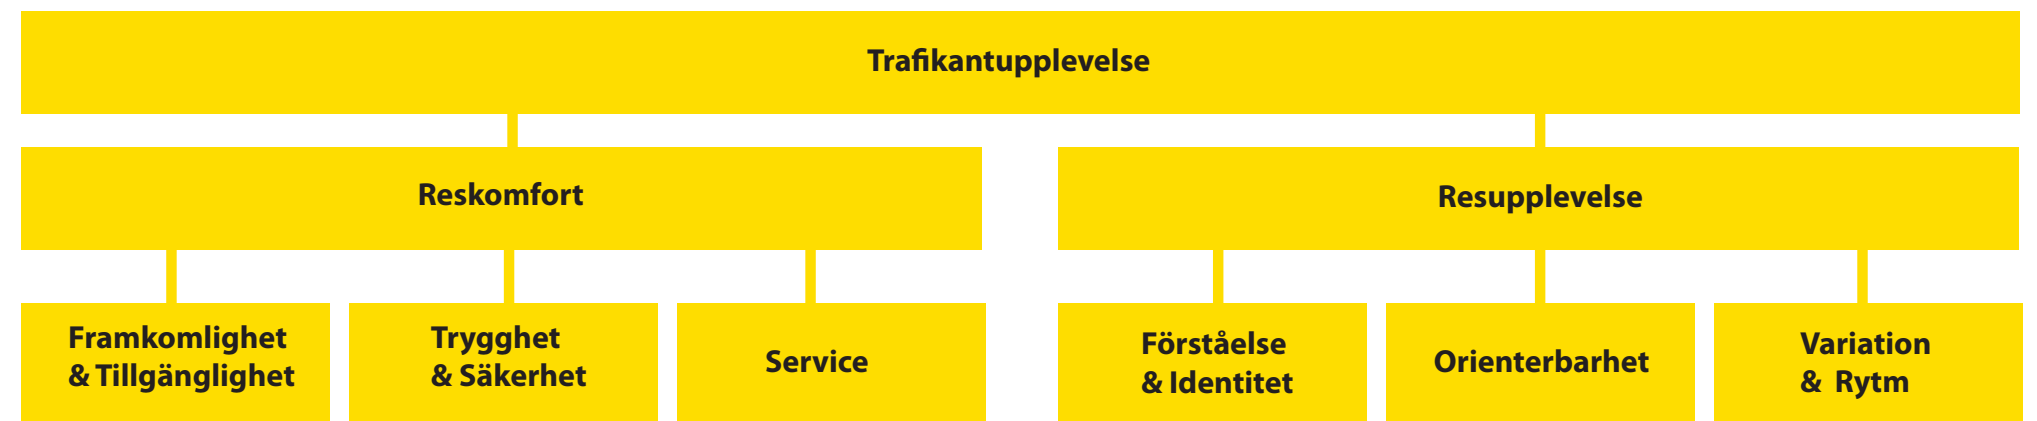 Trafikantupplevelse
Reskomfort
Resupplevelse
Framkomlighet
& Tillgänglighet
Trygghet
& Säkerhet
Service
Förståelse
& Identitet
Orienterbarhet
Variation
& Rytm